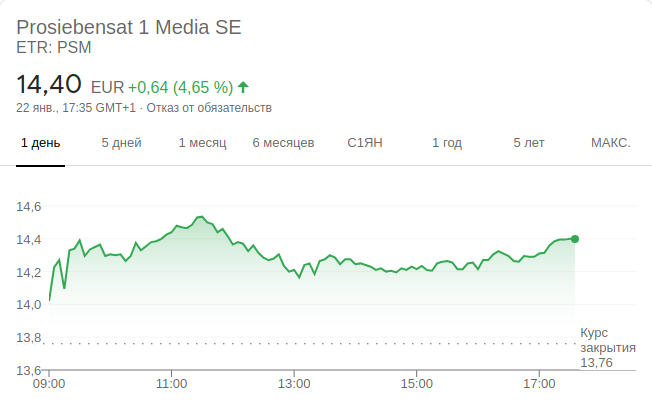 Prosiebensat 1 Media SE
ETR: PSM
14,40 EUR +0,64 (4,65 %)
22 янв., 17:35 GMT+1 · Отказ от обязательств
1 день 5 дней 1 месяц 6 месяцев С1ЯН 1 год 5 лет МАКС.
14,6
14,4
14,2
14,0
13,8
Курс
закрытия
13,76
13,6
09:00 11:00 13:00 15:00 17:00